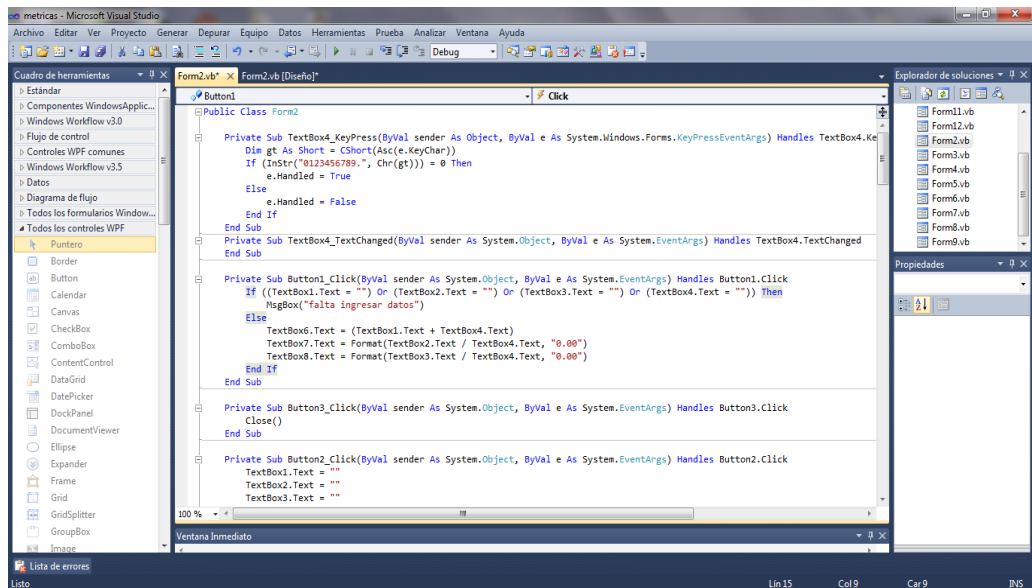 metricas - Microsoft Visual Studio
Archivo Editar Ver Proyecto Generar Depurar Equipo Datos Herramientas Prueba Analizar Ventana Ayuda
Debug
Cuadro de herramientas
Estándar
Componentes WindowsApplic...
Windows Workflow v3.0
Flujo de control
Controles WPF comunes
Windows Workflow v3.5
Datos
Diagrama de flujo
Todos los formularios Window...
Todos los controles WPF
Puntero
Border
Button
Calendar
Canvas
CheckBox
ComboBox
ContentControl
DataGrid
DatePicker
DockPanel
DocumentViewer
Ellipse
Expander
Frame
Grid
GridSplitter
GroupBox
Image
Form2.vb* Form2.vb [Diseño]*
Button1 Click
Public Class Form2
Private Sub TextBox4_KeyPress(ByVal sender As Object, ByVal e As System.Windows.Forms.KeyPressEventArgs) Handles TextBox4.Ke
Dim gt As Short = CShort(Asc(e.KeyChar))
If (InStr("0123456789.", Chr(gt))) = 0 Then
e.Handled = True
Else
e.Handled = False
End If
End Sub
Private Sub TextBox4_TextChanged(ByVal sender As System.Object, ByVal e As System.EventArgs) Handles TextBox4.TextChanged
End Sub
Private Sub Button1_Click(ByVal sender As System.Object, ByVal e As System.EventArgs) Handles Button1.Click
If ((TextBox1.Text = "") Or (TextBox2.Text = "") Or (TextBox3.Text = "") Or (TextBox4.Text = "")) Then
MsgBox("falta ingresar datos")
Else
TextBox6.Text = (TextBox1.Text + TextBox4.Text)
TextBox7.Text = Format(TextBox2.Text / TextBox4.Text, "0.00")
TextBox8.Text = Format(TextBox3.Text / TextBox4.Text, "0.00")
End If
End Sub
Private Sub Button3_Click(ByVal sender As System.Object, ByVal e As System.EventArgs) Handles Button3.Click
Close()
End Sub
Private Sub Button2_Click(ByVal sender As System.Object, ByVal e As System.EventArgs) Handles Button2.Click
TextBox1.Text = ""
TextBox2.Text = ""
TextBox3.Text = ""
100 %
Ventana Inmediato
Explorador de soluciones
Form11.vb
Form12.vb
Form2.vb
Form3.vb
Form4.vb
Form5.vb
Form6.vb
Form7.vb
Form8.vb
Form9.vb
Propiedades
Lista de errores
Listo Lín 15 Col 9 Car 9 INS